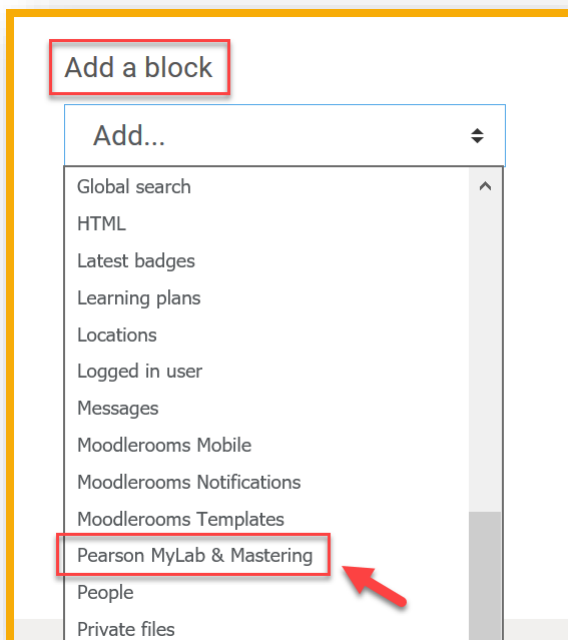 Add a block
Add...
Global search
HTML
Latest badges
Learning plans
Locations
Logged in user
Messages
Moodlerooms Mobile
Moodlerooms Notifications
Moodlerooms Templates
Pearson MyLab & Mastering
People
Private files